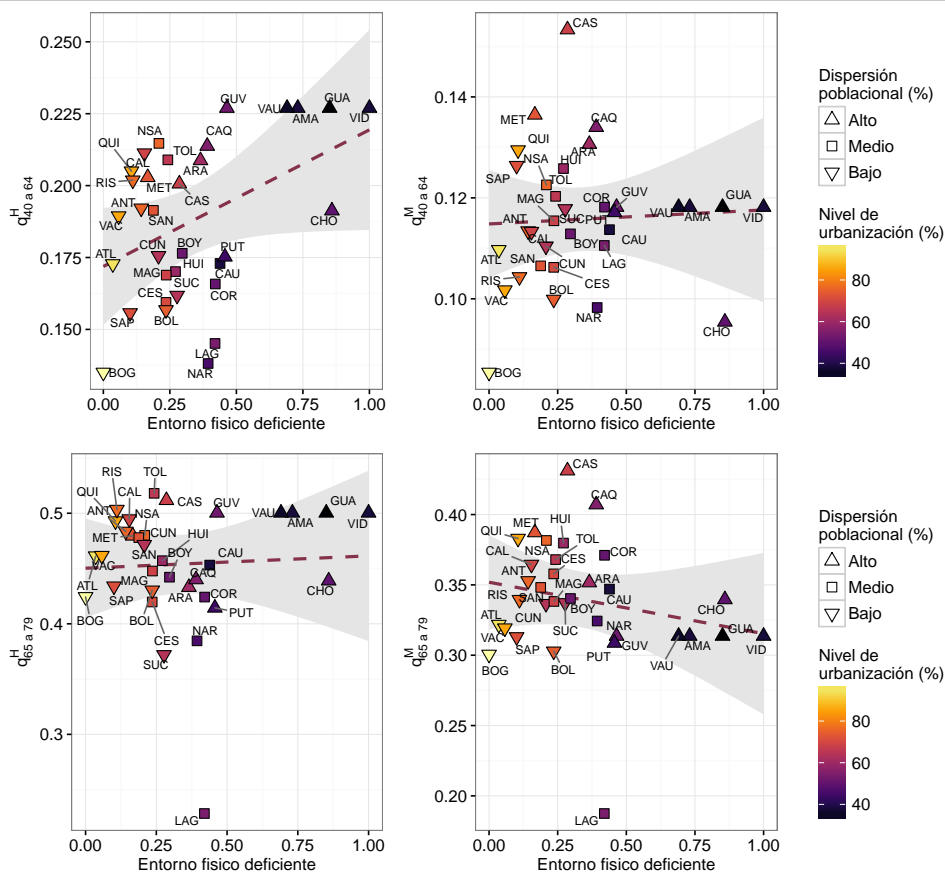 0.250
0.225
0.200
0.175
0.150
q H 40 a 64
GUV
VAU
GUA
AMA
VID
NSA
QUI
CAL
TOL
CAQ
ARA
RIS
MET
CAS
ANT
SAN
VAC
CHO
CUN
BOY
PUT
ATL
HUI
MAG
CAU
SUC
CES
COR
SAP
BOL
LAG
NAR
BOG
0.00 0.25 0.50 0.75 1.00
Entorno fisico deficiente
0.14
0.12
0.10
q M 40 a 64
CAS
MET
CAQ
QUI
ARA
NSA
HUI
SAP
TOL
MAG
COR
GUV
GUA
VAU
AMA
VID
ANT
SUC
PUT
CAL
BOY
CAU
ATL
SAN
CUN
LAG
RIS
CES
VAC
BOL
NAR
CHO
BOG
0.00 0.25 0.50 0.75 1.00
Entorno fisico deficiente
Dispersión
poblacional (%)
Alto
Medio
Bajo
Nivel de
urbanización (%)
80
60
40
0.5
0.4
0.3
q H 65 a 79
RIS
TOL
QUI
CAL
CAS
GUV
ANT
NSA
VAU
GUA
AMA
VID
MET
CUN
HUI
SAN
BOY
CAU
VAC
MAG
CAQ
ATL
SAP
ARA
COR
CHO
BOG
BOL
PUT
CES
NAR
SUC
LAG
0.00 0.25 0.50 0.75 1.00
Entorno fisico deficiente
0.40
0.35
0.30
0.25
0.20
q M 65 a 79
CAS
CAQ
MET
HUI
QUI
CAL
NSA
TOL
COR
CES
ANT
MAG
ARA
CAU
RIS
SAN
BOY
CHO
ATL
CUN
SUC
NAR
VAC
SAP
GUV
GUA
AMA
BOG
BOL
PUT
VAU
VID
LAG
0.00 0.25 0.50 0.75 1.00
Entorno fisico deficiente
Dispersión
poblacional (%)
Alto
Medio
Bajo
Nivel de
urbanización (%)
80
60
40